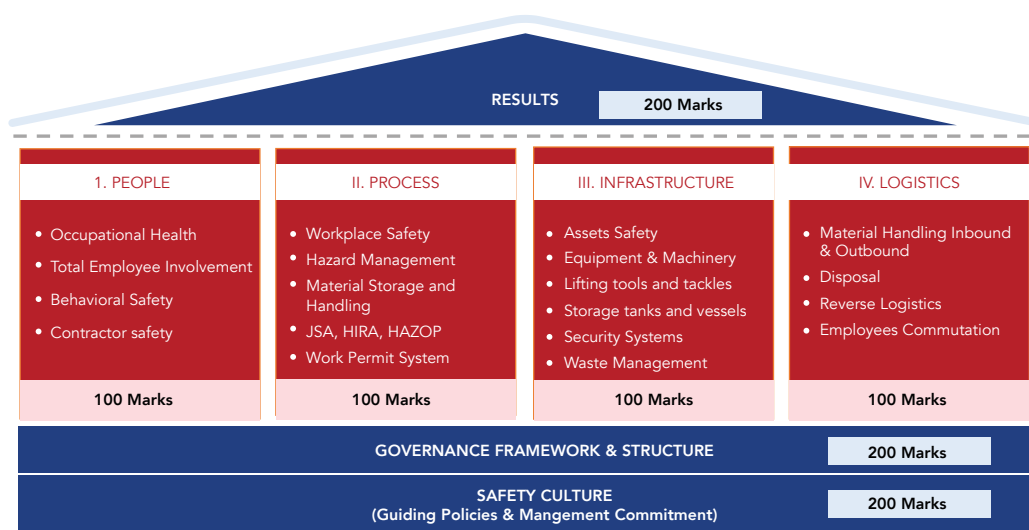 RESULTS 200 Marks
1. PEOPLE
• Occupational Health
• Total Employee Involvement
• Behavioral Safety
• Contractor safety
100 Marks
II. PROCESS
• Workplace Safety
• Hazard Management
• Material Storage and
Handling
• JSA, HIRA, HAZOP
• Work Permit System
100 Marks
III. INFRASTRUCTURE
• Assets Safety
• Equipment & Machinery
• Lifting tools and tackles
• Storage tanks and vessels
• Security Systems
• Waste Management
100 Marks
IV. LOGISTICS
• Material Handling Inbound
& Outbound
• Disposal
• Reverse Logistics
• Employees Commutation
100 Marks
GOVERNANCE FRAMEWORK & STRUCTURE 200 Marks
SAFETY CULTURE
(Guiding Policies & Mangement Commitment) 200 Marks